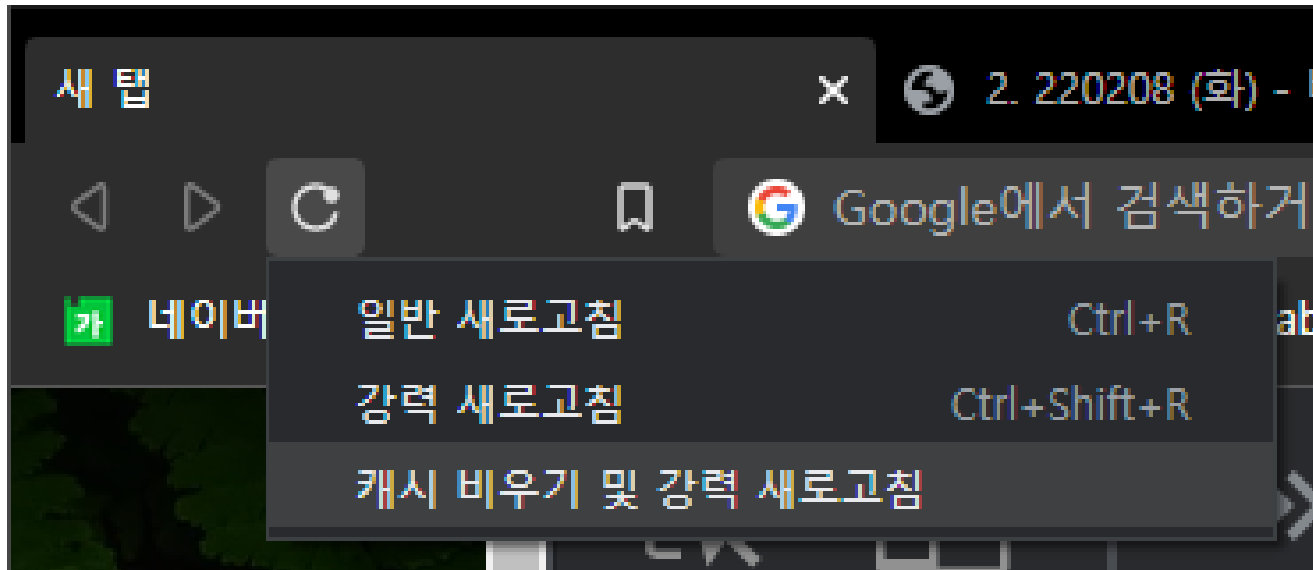 새 탭
2. 220208 (화) -
Google에서 검색하거
가 네이버
일반 새로고침 Ctrl+R
강력 새로고침 Ctrl+Shift+R
캐시 비우기 및 강력 새로고침